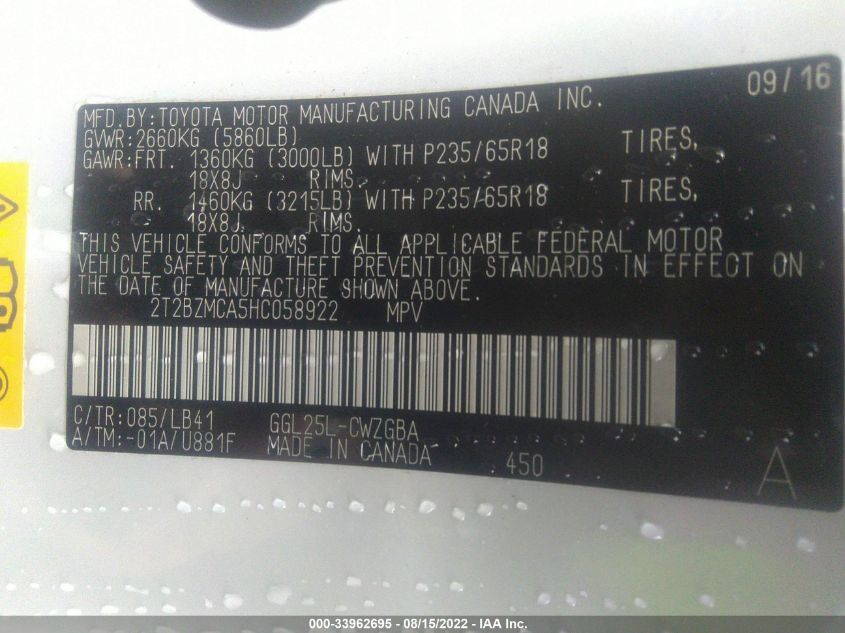 09/16
MFD.BY:TOYOTA MOTOR MANUFACTURING CANADA INC.
GVWR:2660KG (5860LB)
GAWR:FRT. 1360KG (3000LB) WITH P235/65R18 TIRES,
18X8J RIMS,
RR. 1460KG (3215LB) WITH P235/65R18 TIRES,
18X8J RIMS.
THIS VEHICLE CONFORMS TO ALL APPLICABLE FEDERAL MOTOR
VEHICLE SAFETY AND THEFT PREVENTION STANDARDS IN EFFECT ON
THE DATE OF MANUFACTURE SHOWN ABOVE.
2T2BZMCA5HC058922 MPV
C/TR:085/LB41 GGL25L-CWZGBA
A/TM:-01A/U881F MADE IN CANADA 450 A
000-33962695 - 08/15/2022 - IAA Inc.